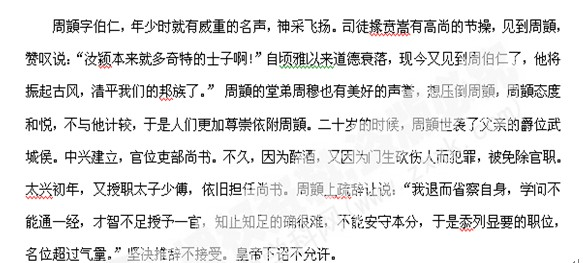 周顗字伯仁，年少时就有威重的名声，神采飞扬。司徒掾贲嵩有高尚的节操，见到周顗，
赞叹说：“汝颍本来就多奇特的士子啊！”自顷雅以来道德衰落，现今又见到周伯仁了，他将
振起古风，清平我们的邦族了。” 周顗的堂弟周穆也有美好的声誉，想压倒周顗，周顗态度
和悦，不与他计较，于是人们更加尊崇依附周顗。二十岁的时候，周顗世袭了父亲的爵位武
城侯。中兴建立，官位吏部尚书。不久，因为醉酒，又因为门生砍伤人而犯罪，被免除官职。
太兴初年，又授职太子少傅，依旧担任尚书。周顗上疏辞让说：“我退而省察自身，学问不
能通一经，才智不足授予一官，知止知足的确很难，不能安守本分，于是忝列显要的职位，
名位超过气量。”坚决推辞不接受。皇帝下诏不允许。